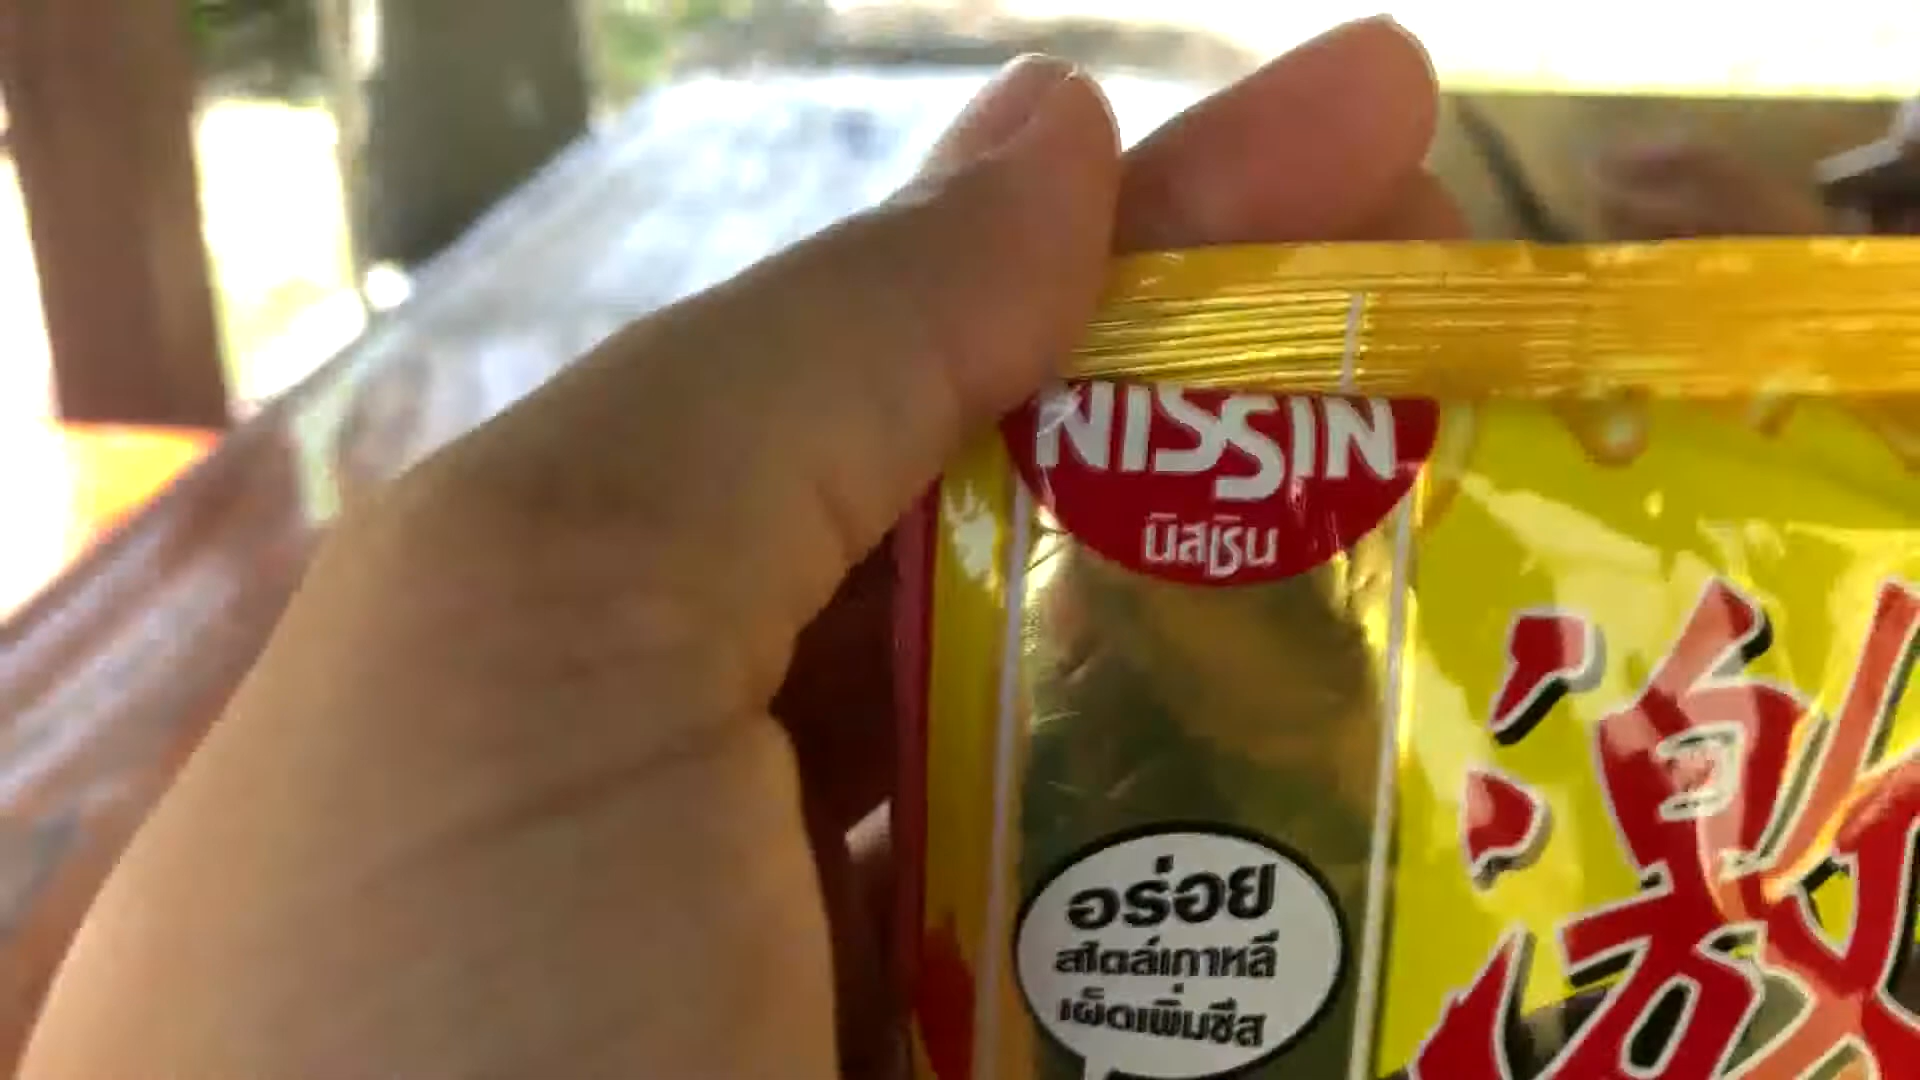 NISSIN
นิสชิน
激
อร่อย
สไตล์เกาหลี
เผ็ดเพิ่มชีส